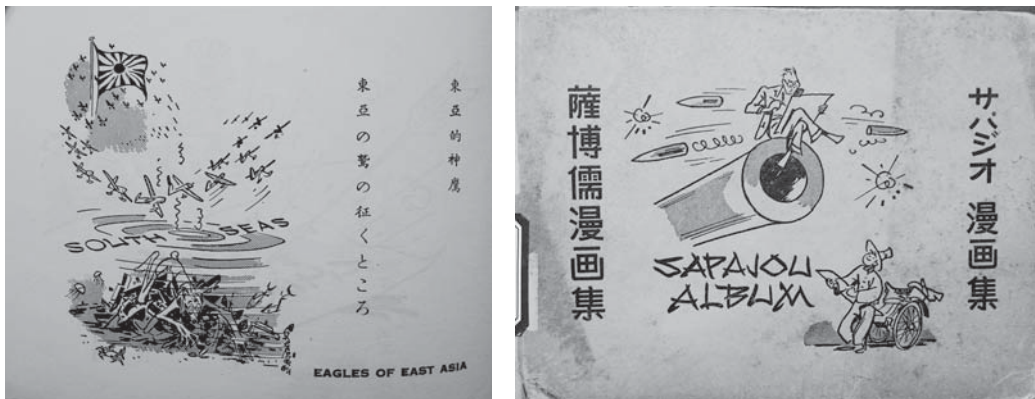 東亞的神鹰
東亞の鷲の征くところ
SOUTH SEAS
EAGLES OF EAST ASIA
サパジオ 漫画集
薩博儒漫画集
SAPAJOU
ALBUM